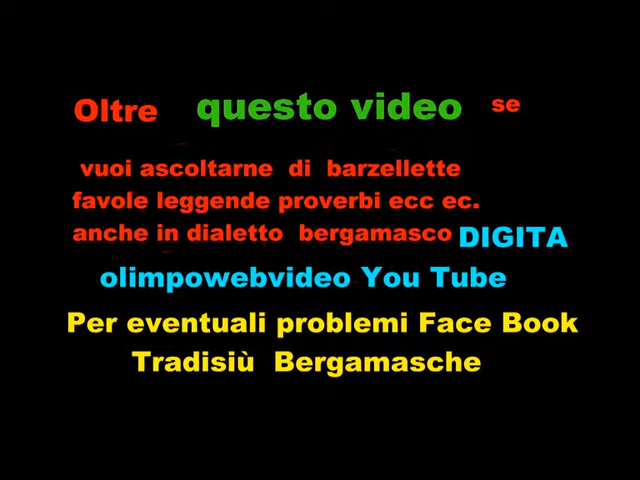 Oltre questo video se
vuoi ascoltarne di barzellette
favole leggende proverbi ecc ec.
anche in dialetto bergamasco DIGITA
olimpowebvideo You Tube
Per eventuali problemi Face Book
Tradisiù Bergamasche